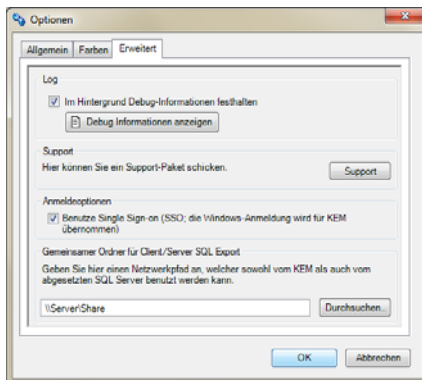 Optionen
Allgemein Farben Erweitert
Log
Im Hintergrund Debug-Informationen festhalten
Debug Informationen anzeigen
Support
Hier können Sie ein Support-Paket schicken.
Support
Anmeldeoptionen
Benutze Single Sign-on (SSO; die Windows-Anmeldung wird für KEM
übernommen)
Gemeinsamer Ordner für Client/Server SQL Export
Geben Sie hier einen Netzwerkpfad an, welcher sowohl vom KEM als auch vom
abgesetzten SQL Server benutzt werden kann.
\\Server\Share
Durchsuchen..
OK Abbrechen